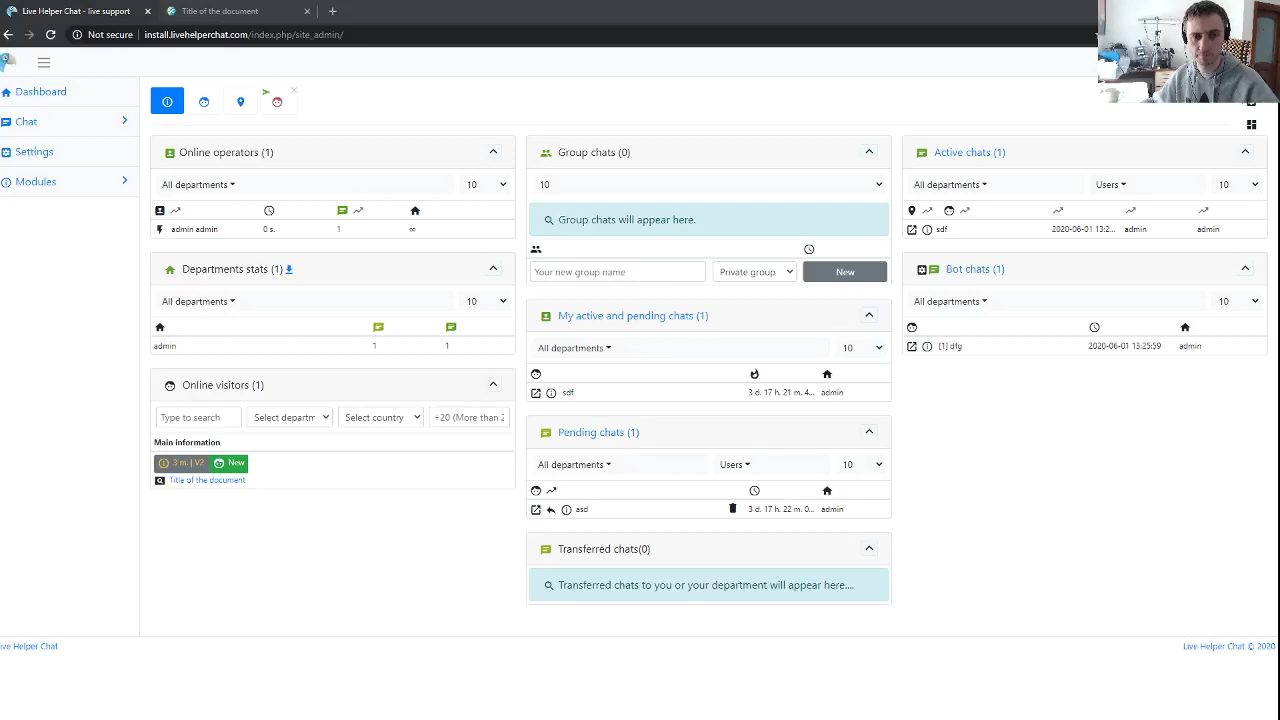 Live Helper Chat - live support
Title of the document
Not secure install.livehelperchat.com/index.php/site_admin/
Dashboard
Chat
Settings
Modules
Online operators (1)
All departments 10
admin admin 0 s. 1 ∞
Departments stats (1)
All departments 10
admin 1 1
Online visitors (1)
Type to search Select departm Select country +20 (More than 2
Main information
3 m. | V2 New
Title of the document
Group chats (0)
10
Group chats will appear here.
Your new group name Private group New
My active and pending chats (1)
All departments 10
sdf 3 d. 17 h. 21 m. 4... admin
Pending chats (1)
All departments Users 10
asd 3 d. 17 h. 22 m. 0... admin
Transferred chats(0)
Transferred chats to you or your department will appear here....
Active chats (1)
All departments Users 10
sdf 2020-06-01 13:2... admin admin
Bot chats (1)
All departments 10
[1] dfg 2020-06-01 13:25:59 admin
ive Helper Chat
Live Helper Chat © 2020